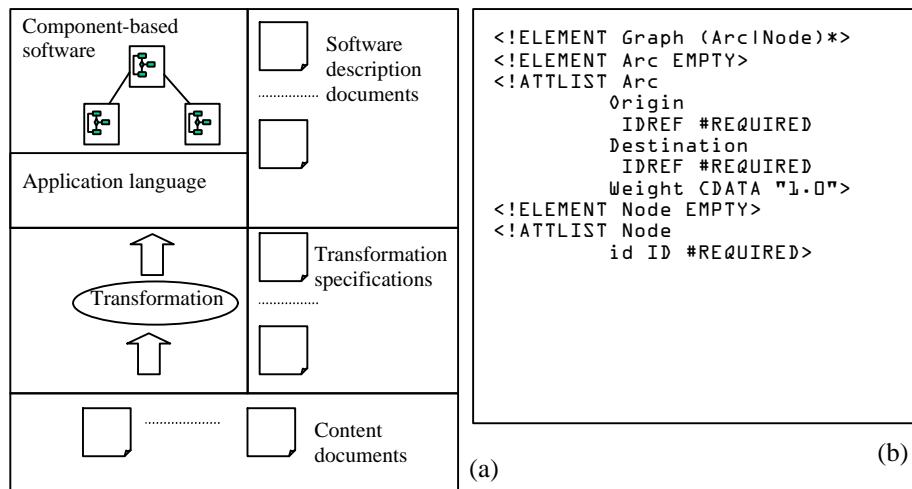 Component-based
software
Software
description
documents
Application language
Transformation
Transformation
specifications
Content
documents
(a)
<!ELEMENT Graph (Arc|Node)*>
<!ELEMENT Arc EMPTY>
<!ATTLIST Arc
Origin
IDREF #REQUIRED
Destination
IDREF #REQUIRED
Weight CDATA "1.0">
<!ELEMENT Node EMPTY>
<!ATTLIST Node
id ID #REQUIRED>
(b)